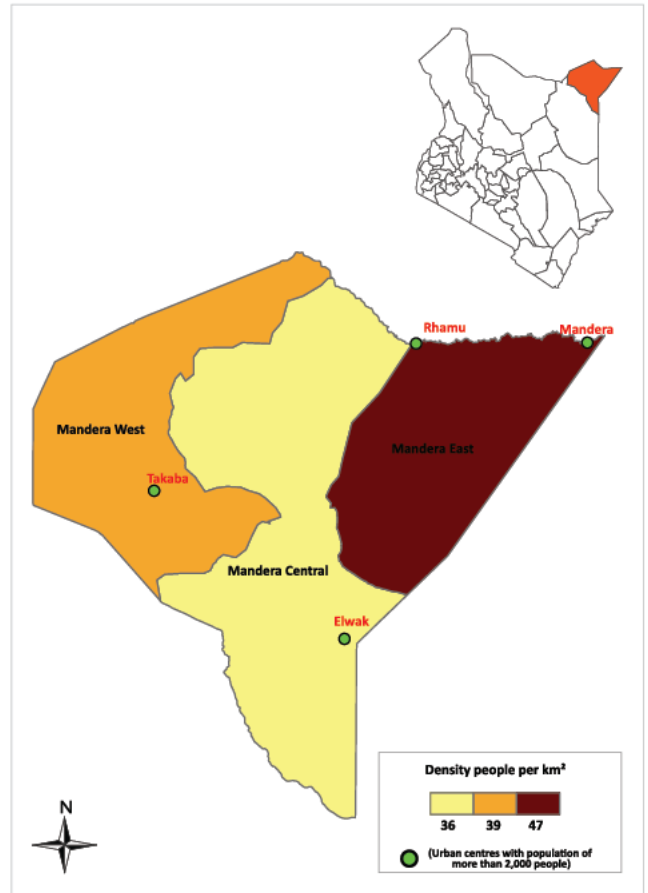 Rhamu
Mandera
Mandera West
Mandera East
Takaba
Mandera Central
Elwak
Density people per km²
36 39 47
(Urban centres with population of
more than 2,000 people)
N